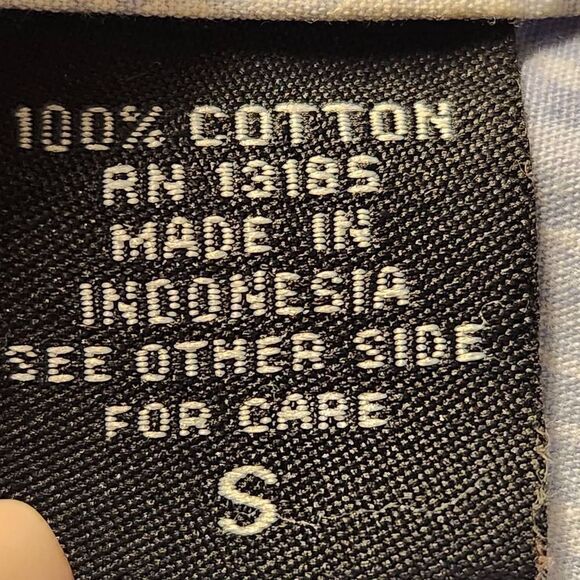 100% COTTON
RN 13185
MADE IN
INDONESIA
SEE OTHER SIDE
FOR CARE
S